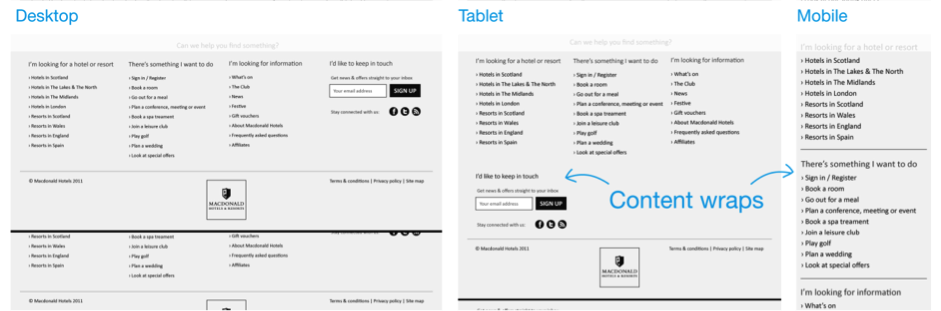 Desktop
Can we help you find something?
I'm looking for a hotel or resort
› Hotels in Scotland
› Hotels in The Lakes & The North
› Hotels in The Midlands
› Hotels in London
› Resorts in Scotland
› Resorts in Wales
› Resorts in England
› Resorts in Spain
There's something I want to do
› Sign in / Register
› Book a room
› Go out for a meal
› Plan a conference, meeting or event
› Book a spa treament
› Join a leisure club
› Play golf
› Plan a wedding
› Look at special offers
I'm looking for information
› What's on
› The Club
› News
› Festive
› Gift vouchers
› About Macdonald Hotels
› Frequently asked questions
› Affiliates
I'd like to keep in touch
Get news & offers straight to your inbox
Your email address
SIGN UP
Stay connected with us:
© Macdonald Hotels 2011
MACDONALD
HOTELS & RESORTS
Terms & conditions | Privacy policy | Site map
› Resorts in Wales
› Resorts in England
› Resorts in Spain
› Book a spa treament
› Join a leisure club
› Play golf
› Plan a wedding
› Look at special offers
› Gift vouchers
› About Macdonald Hotels
› Frequently asked questions
› Affiliates
© Macdonald Hotels 2011
Terms & conditions | Privacy policy | Site map
Tablet
Can we help you find something?
I'm looking for a hotel or resort
› Hotels in Scotland
› Hotels in The Lakes & The North
› Hotels in The Midlands
› Hotels in London
› Resorts in Scotland
› Resorts in Wales
› Resorts in England
› Resorts in Spain
There's something I want to do
› Sign in / Register
› Book a room
› Go out for a meal
› Plan a conference, meeting or event
› Book a spa treament
› Join a leisure club
› Play golf
› Plan a wedding
› Look at special offers
I'm looking for information
› What's on
› The Club
› News
› Festive
› Gift vouchers
› About Macdonald Hotels
› Frequently asked questions
› Affiliates
I'd like to keep in touch
Get news & offers straight to your inbox
Your email address
SIGN UP
Stay connected with us:
Content wraps
© Macdonald Hotels 2011
MACDONALD
HOTELS & RESORTS
Terms & conditions | Privacy policy | Site map
Mobile
I'm looking for a hotel or resort
› Hotels in Scotland
› Hotels in The Lakes & The North
› Hotels in The Midlands
› Hotels in London
› Resorts in Scotland
› Resorts in Wales
› Resorts in England
› Resorts in Spain
There's something I want to do
› Sign in / Register
› Book a room
› Go out for a meal
› Plan a conference, meeting or event
› Book a spa treament
› Join a leisure club
› Play golf
› Plan a wedding
› Look at special offers
I'm looking for information
› What's on